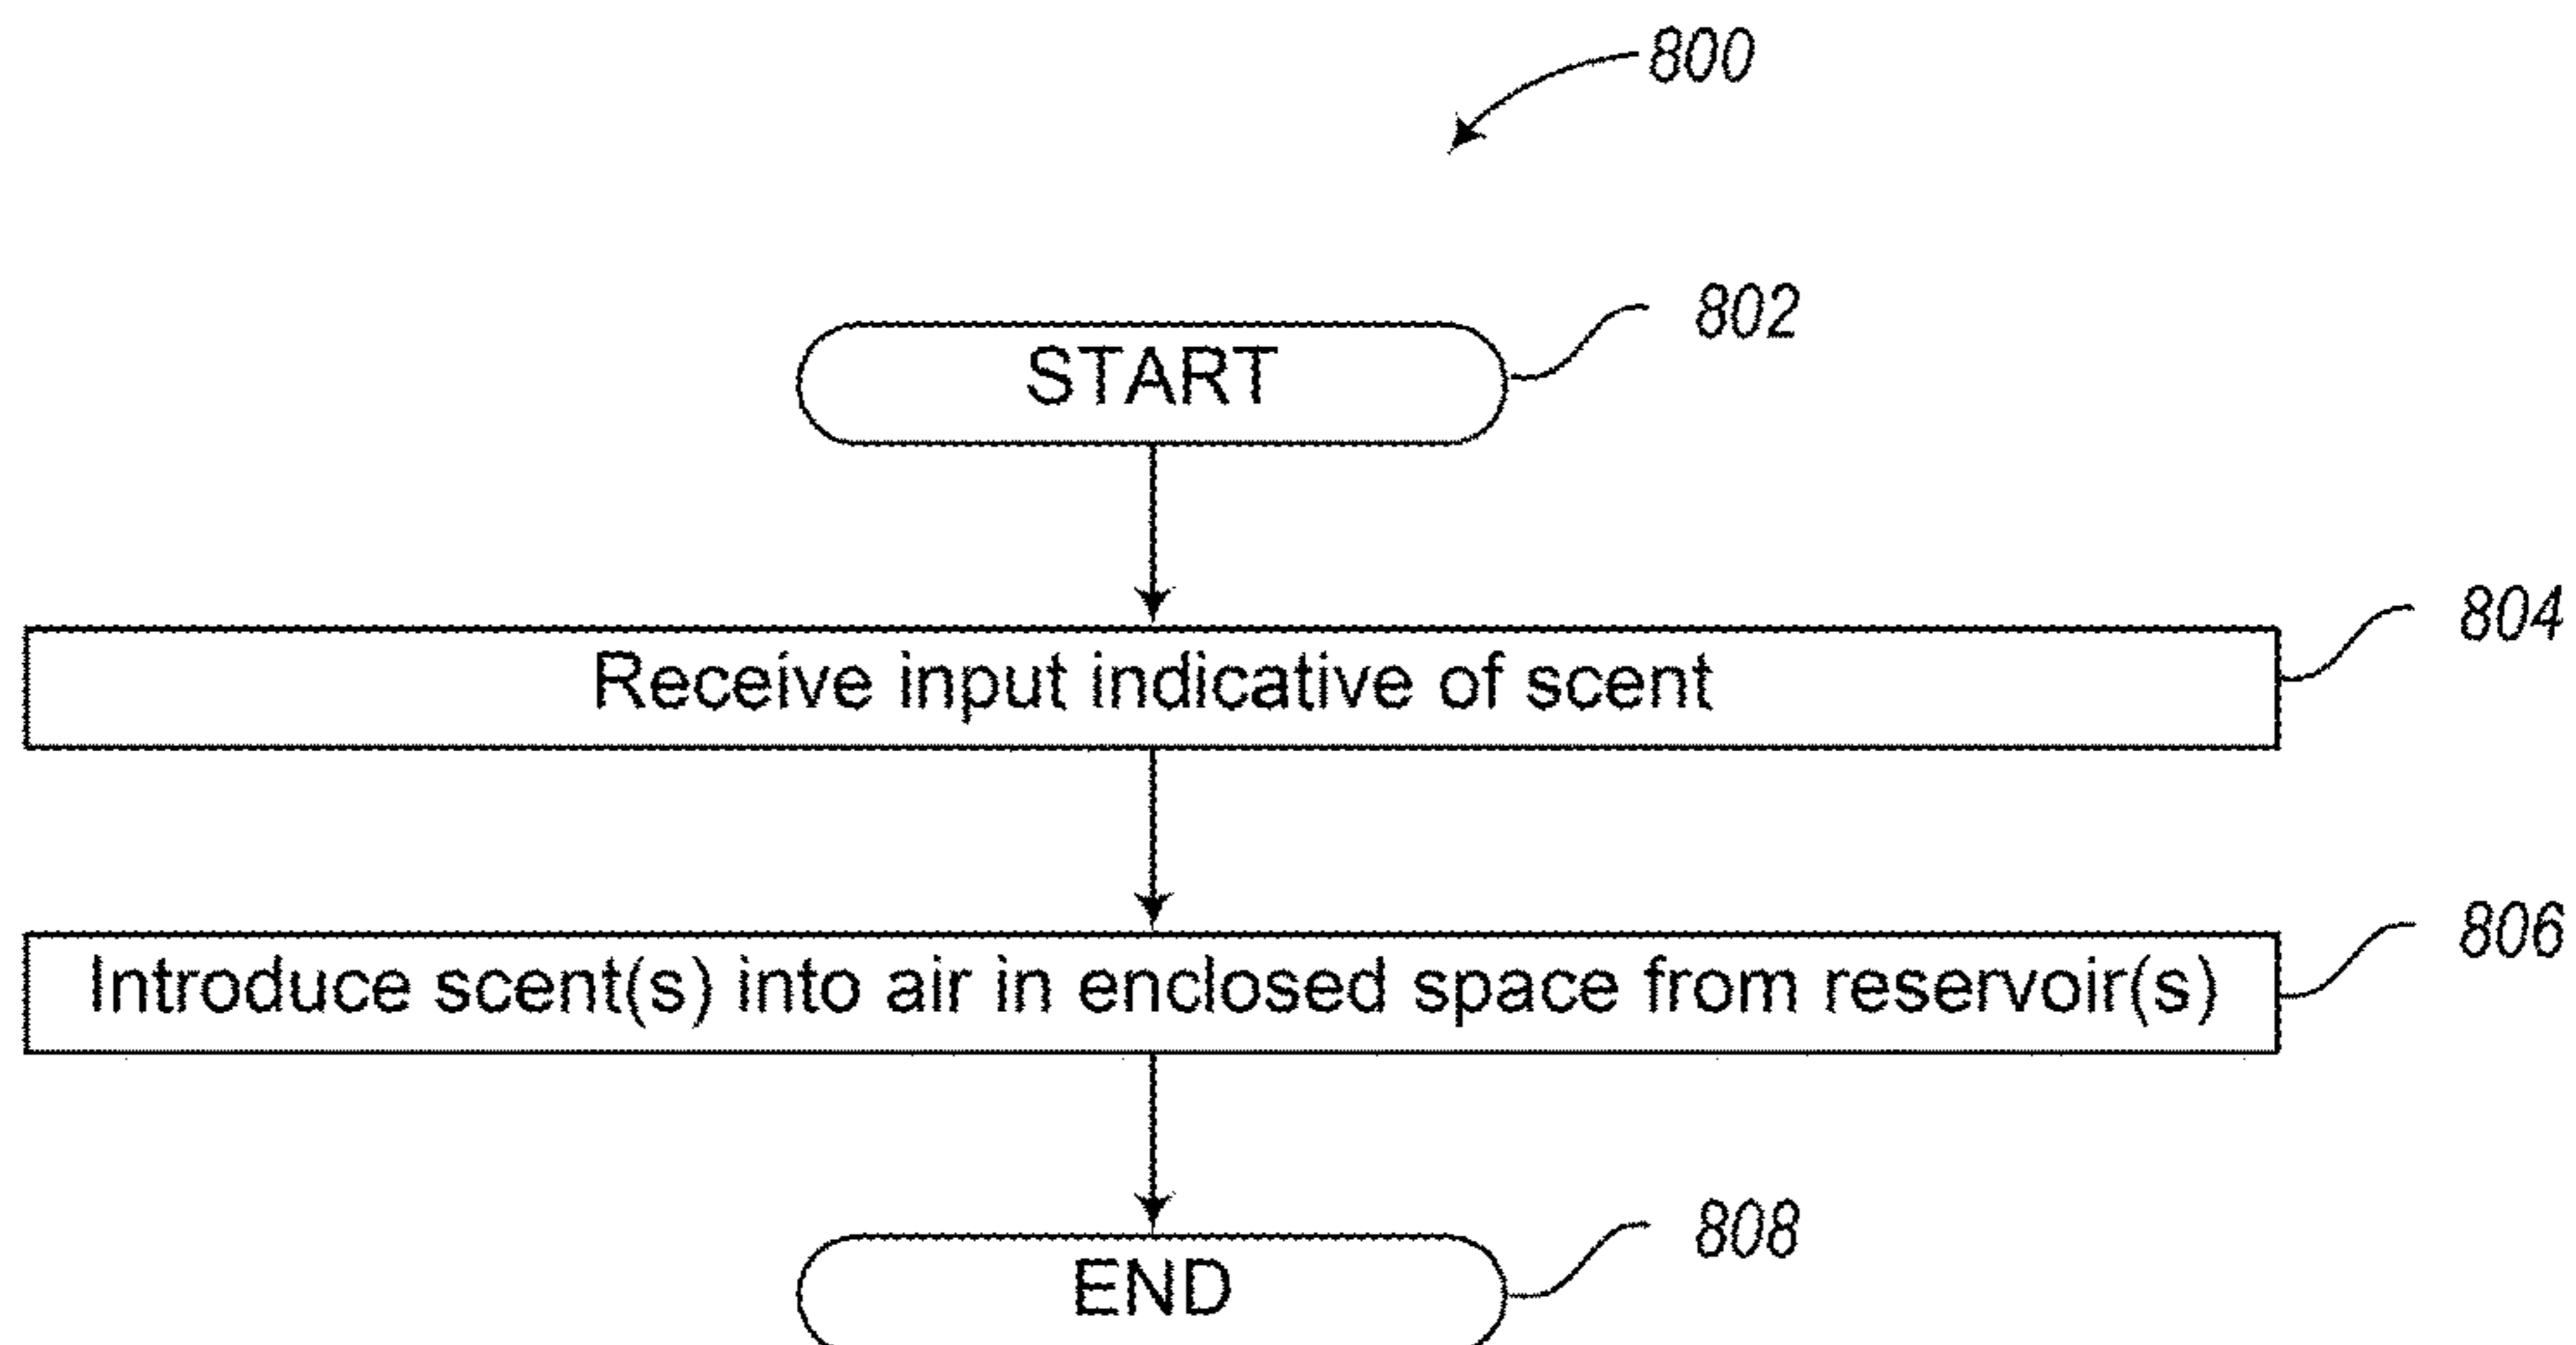 800
START
802
Receive input indicative of scent
804
Introduce scent(s) into air in enclosed space from reservoir(s)
806
END
808